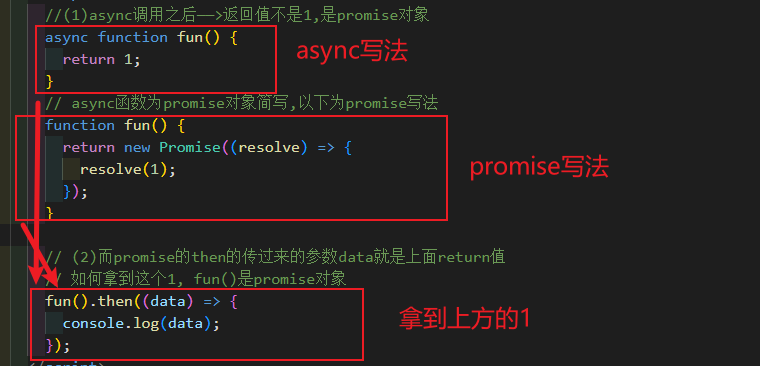 //(1)async调用之后——>返回值不是1,是promise对象
async function fun() {
return 1;
}
async写法
// async函数为promise对象简写,以下为promise写法
function fun() {
return new Promise((resolve) => {
resolve(1);
});
}
promise写法
// (2)而promise的then的传过来的参数data就是上面return值
// 如何拿到这个1, fun()是promise对象
fun().then((data) => {
console.log(data);
});
拿到上方的1
</script>